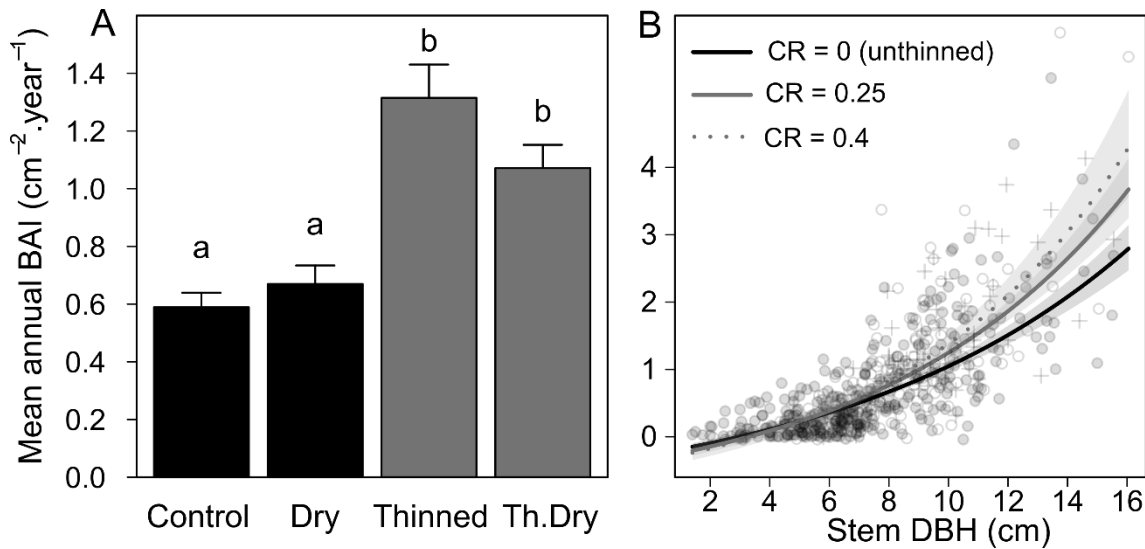 A
Mean annual BAI (cm⁻².year⁻¹)
1.4
1.2
1.0
0.8
0.6
0.4
0.2
0.0
a
a
b
b
Control Dry Thinned Th.Dry
B
CR = 0 (unthinned)
CR = 0.25
CR = 0.4
4
3
2
1
0
2 4 6 8 10 12 14 16
Stem DBH (cm)